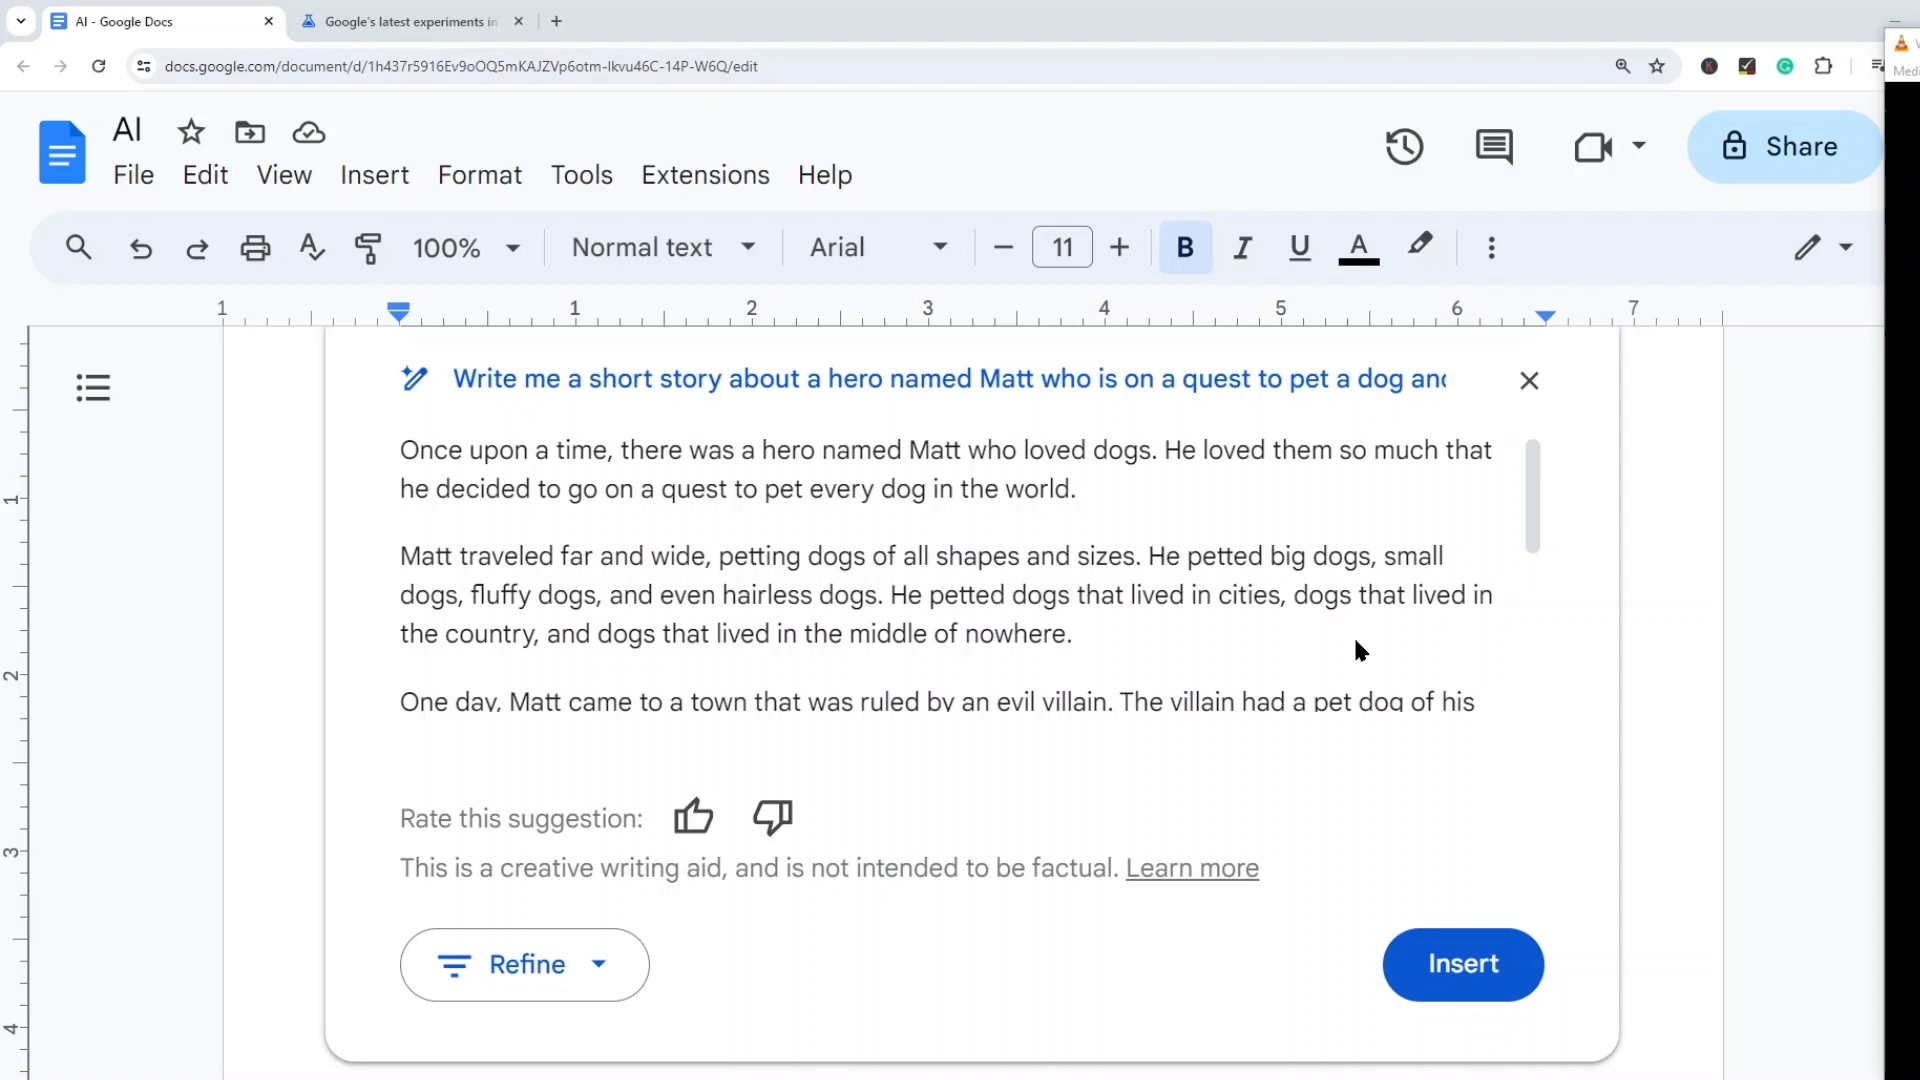 AI - Google Docs
Google's latest experiments in
docs.google.com/document/d/1h437r5916Ev9oOQ5mKAJZVp6otm-lkvu46C-14P-W6Q/edit
Medi
AI
Share
File Edit View Insert Format Tools Extensions Help
100% Normal text Arial 11 B I U A
1 1 2 3 4 5 6 7
Write me a short story about a hero named Matt who is on a quest to pet a dog and
Once upon a time, there was a hero named Matt who loved dogs. He loved them so much that
he decided to go on a quest to pet every dog in the world.
1
Matt traveled far and wide, petting dogs of all shapes and sizes. He petted big dogs, small
dogs, fluffy dogs, and even hairless dogs. He petted dogs that lived in cities, dogs that lived in
the country, and dogs that lived in the middle of nowhere.
2
One day, Matt came to a town that was ruled by an evil villain. The villain had a pet dog of his
Rate this suggestion:
3
This is a creative writing aid, and is not intended to be factual. Learn more
Refine
Insert
4